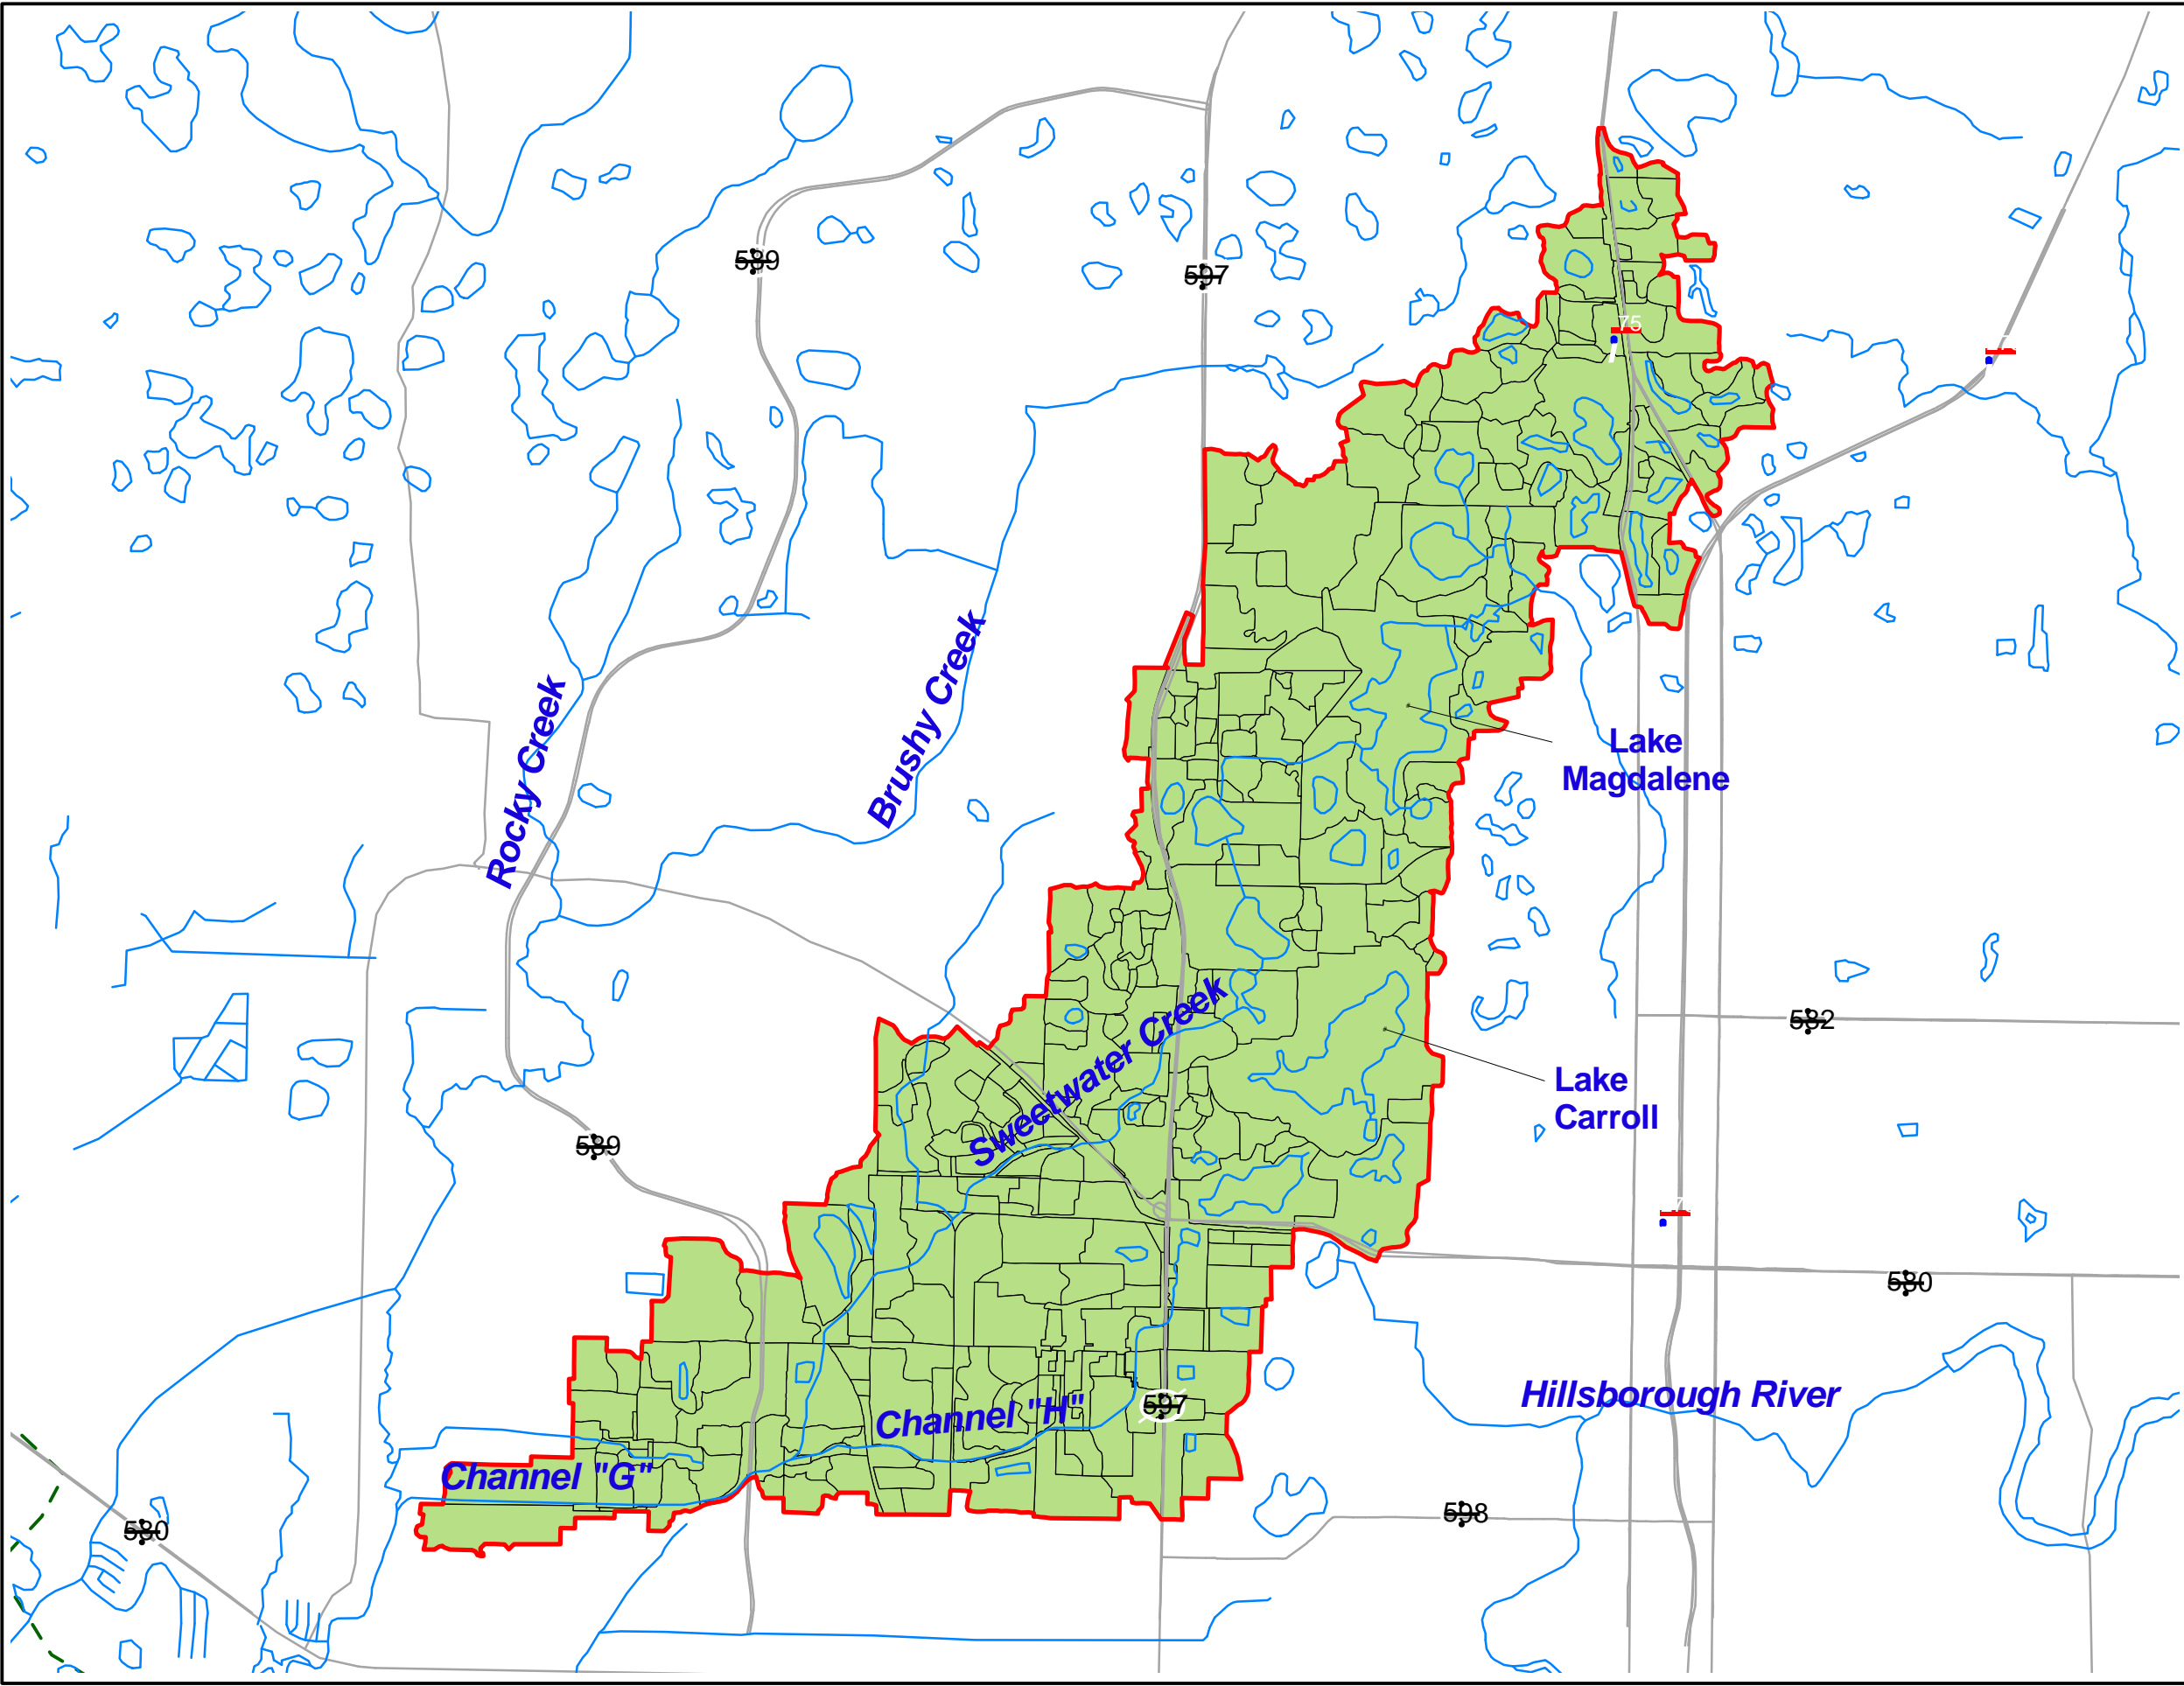 589
597
75
Rocky Creek
Brushy Creek
Lake
Magdalene
Sweetwater Creek
582
Lake
Carroll
589
580
Hillsborough River
597
Channel "H"
Channel "G"
598
580